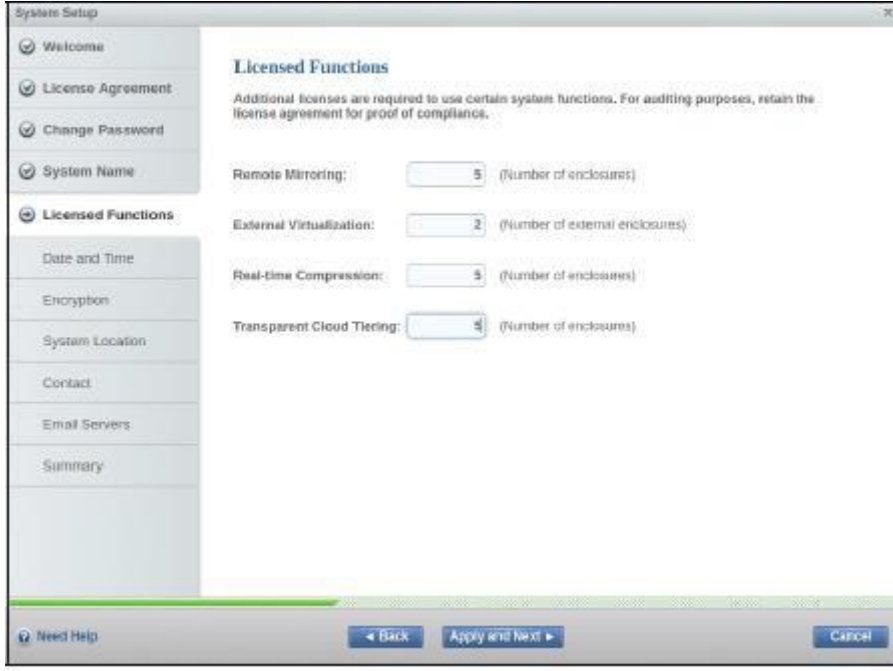 System Setup
Welcome
License Agreement
Change Password
System Name
Licensed Functions
Date and Time
Encryption
System Location
Contact
Email Servers
Summary
Licensed Functions
Additional licenses are required to use certain system functions. For auditing purposes, retain the
license agreement for proof of compliance.
Remote Mirroring: 5 (Number of enclosures)
External Virtualization: 2 (Number of external enclosures)
Real-time Compression: 5 (Number of enclosures)
Transparent Cloud Tiering: 5 (Number of enclosures)
Need Help
Back
Apply and Next
Cancel